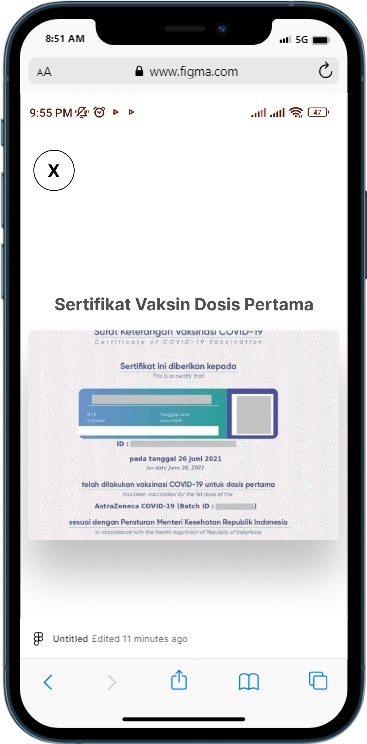 8:51 AM 5G
AA www.figma.com
9:55 PM 47
X
Sertifikat Vaksin Dosis Pertama
Surat Keterangan Vaksinasi COVID-19
Certificate of COVID-19 Vaccination
Sertifikat ini diberikan kepada
This is to certify that
NIK Tanggal Lahir
ID Number Date of Birth
ID :
pada tanggal 26 Juni 2021
on date June 26, 2021
telah dilakukan vaksinasi COVID-19 untuk dosis pertama
has been vaccinated for the 1st dose of the
AstraZeneca COVID-19 (Batch ID : )
sesuai dengan Peraturan Menteri Kesehatan Republik Indonesia
in accordance with the health regulation of Republic of Indonesia
Untitled Edited 11 minutes ago